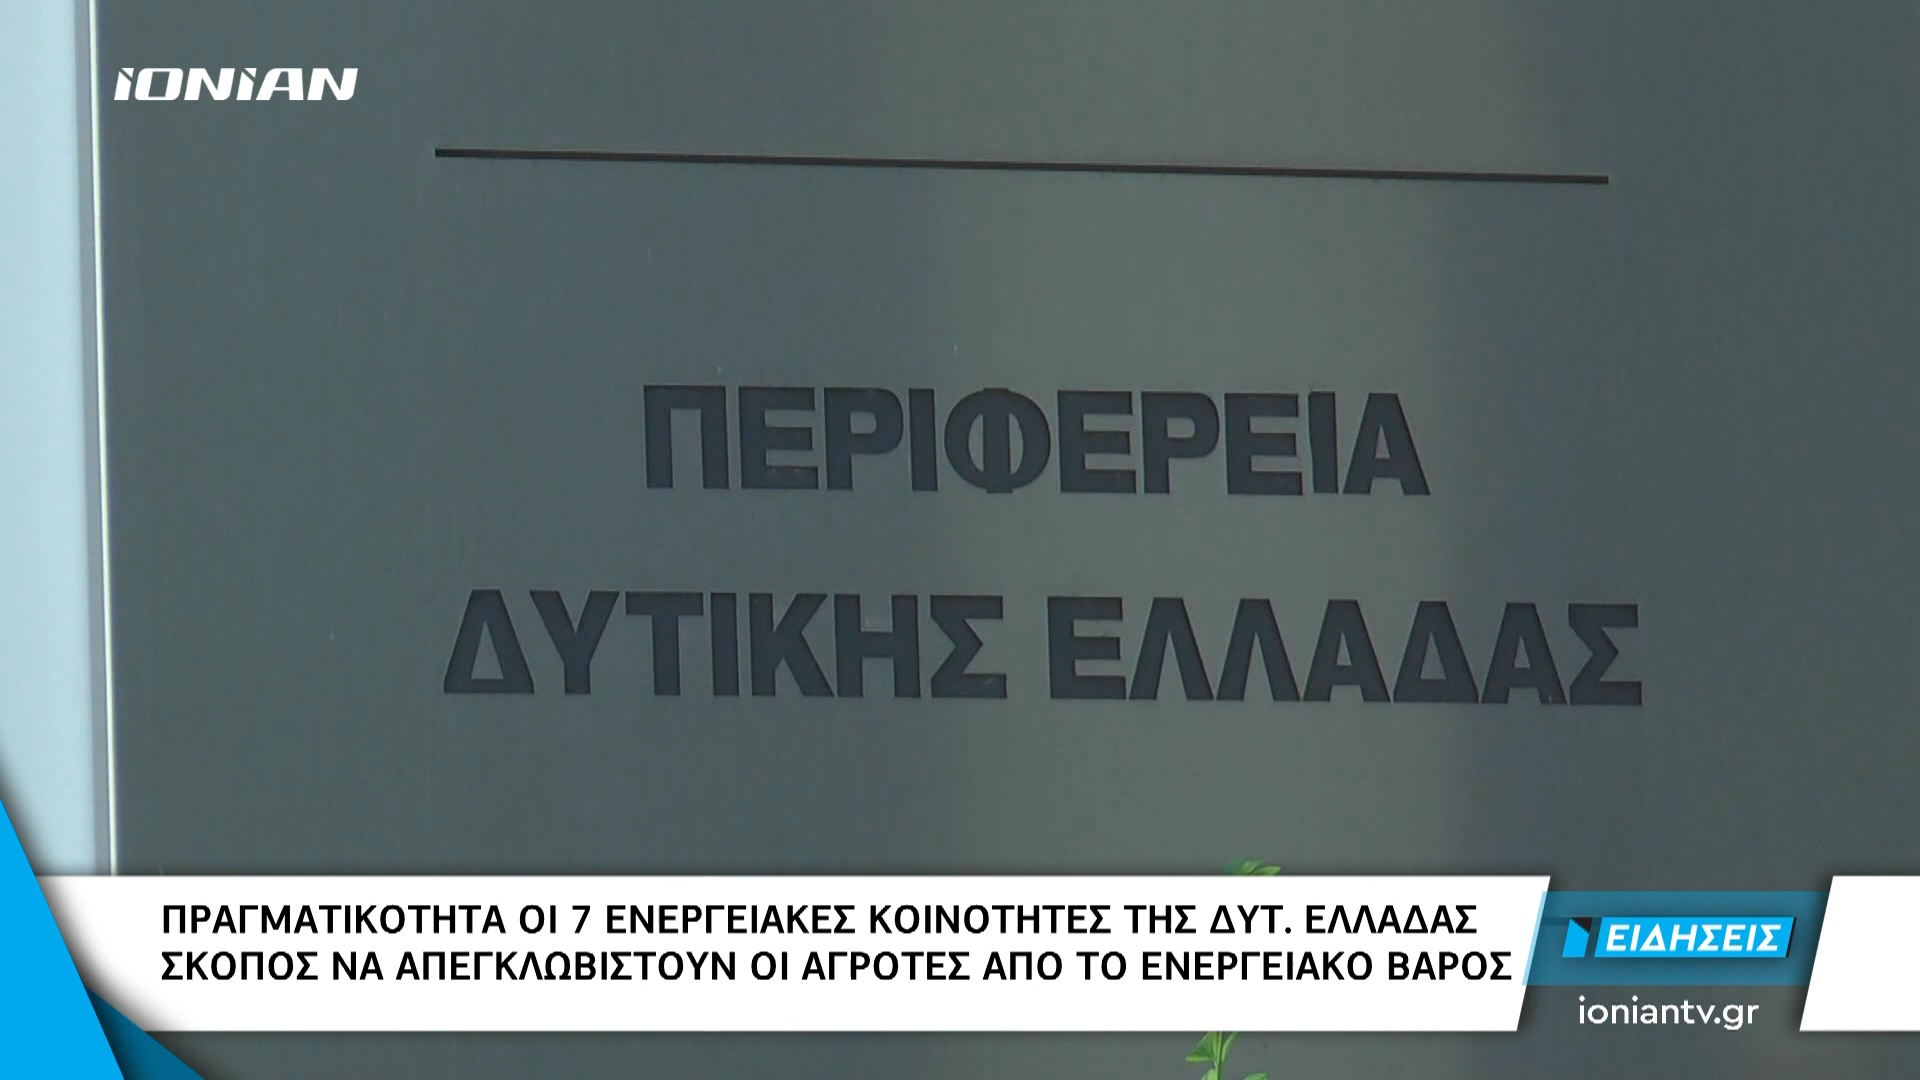 IONIAN
ΠΕΡΙΦΕΡΕΙΑ
ΔΥΤΙΚΗΣ ΕΛΛΑΔΑΣ
ΠΡΑΓΜΑΤΙΚΟΤΗΤΑ ΟΙ 7 ΕΝΕΡΓΕΙΑΚΕΣ ΚΟΙΝΟΤΗΤΕΣ ΤΗΣ ΔΥΤ. ΕΛΛΑΔΑΣ
ΣΚΟΠΟΣ ΝΑ ΑΠΕΓΚΛΩΒΙΣΤΟΥΝ ΟΙ ΑΓΡΟΤΕΣ ΑΠΟ ΤΟ ΕΝΕΡΓΕΙΑΚΟ ΒΑΡΟΣ
ΕΙΔΗΣΕΙΣ
ioniantv.gr